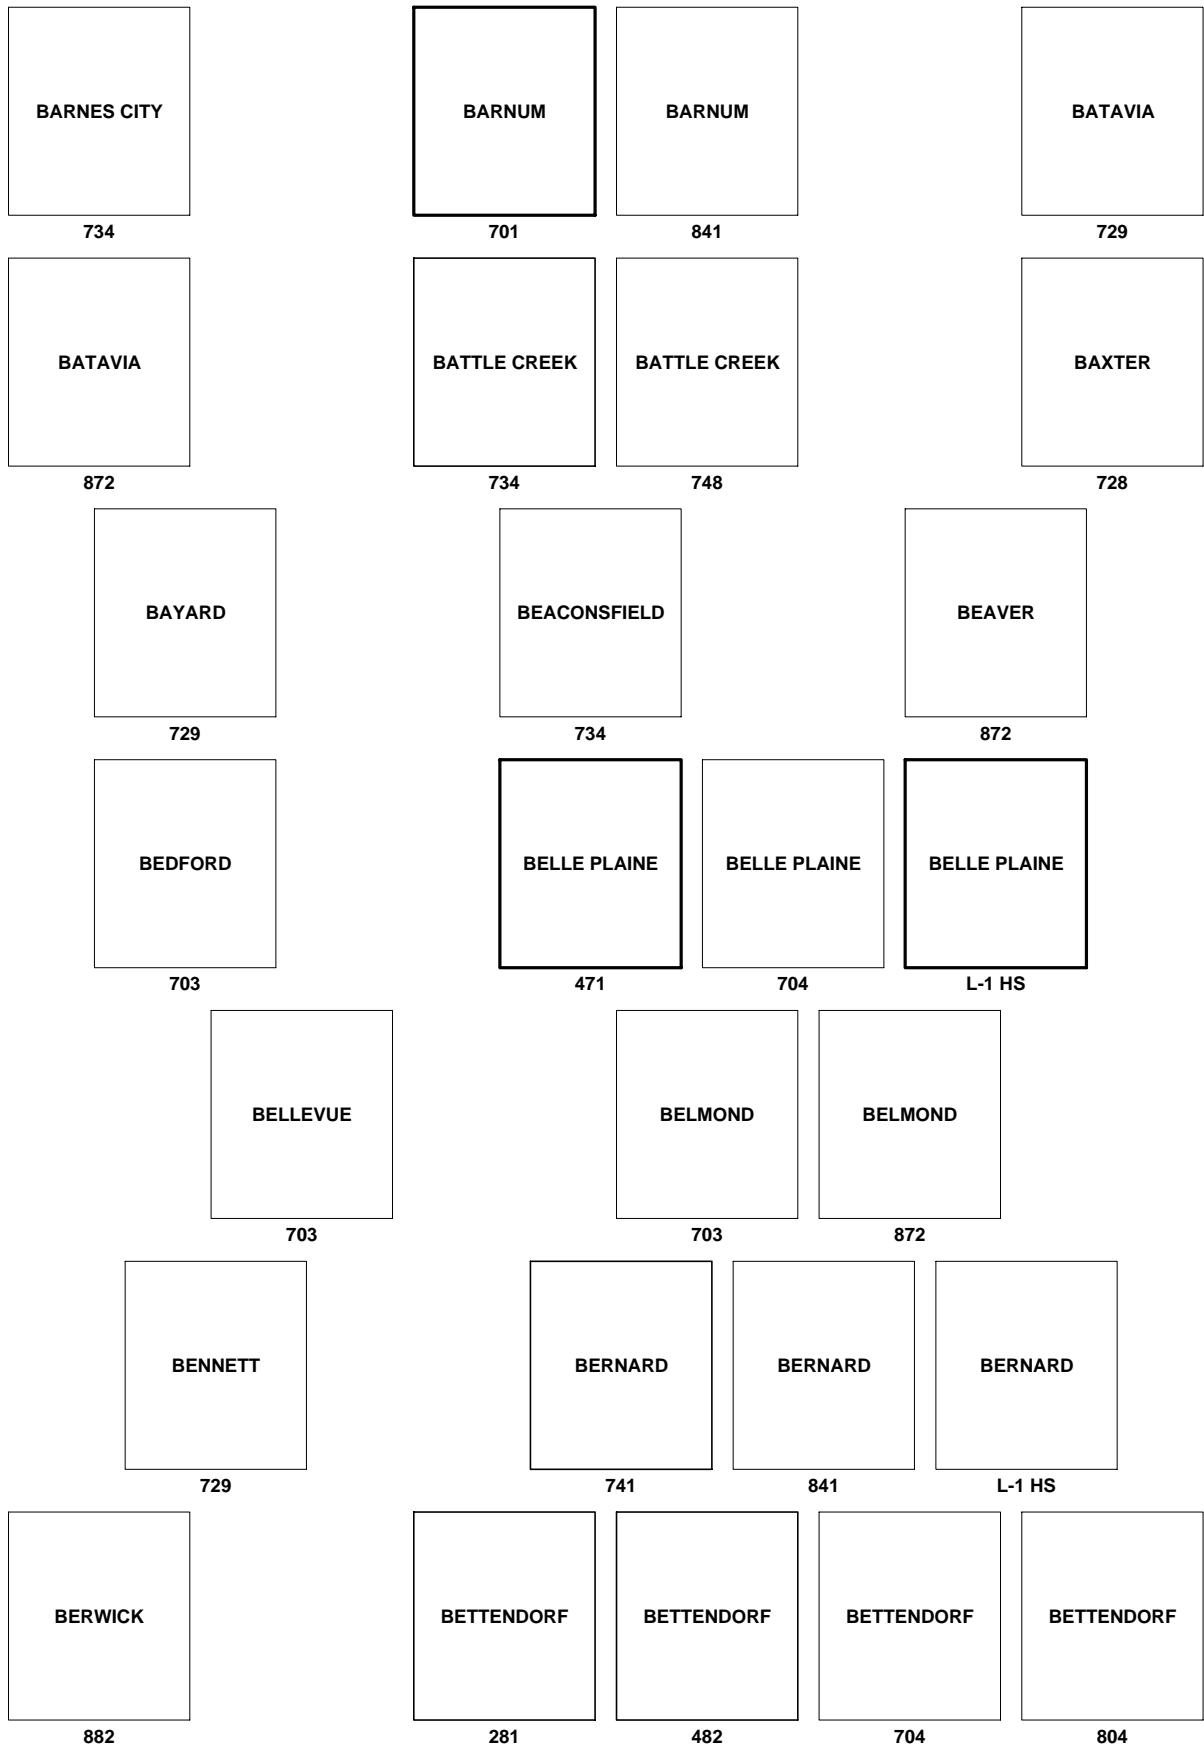 BARNES CITY BARNUM BARNUM BATAVIA
734 701 841 729
BATAVIA BATTLE CREEK BATTLE CREEK BAXTER
872 734 748 728
BAYARD BEACONSFIELD BEAVER
729 734 872
BEDFORD BELLE PLAINE BELLE PLAINE BELLE PLAINE
703 471 704 L-1 HS
BELLEVUE BELMOND BELMOND
703 703 872
BENNETT BERNARD BERNARD BERNARD
729 741 841 L-1 HS
BERWICK BETTENDORF BETTENDORF BETTENDORF BETTENDORF
882 281 482 704 804